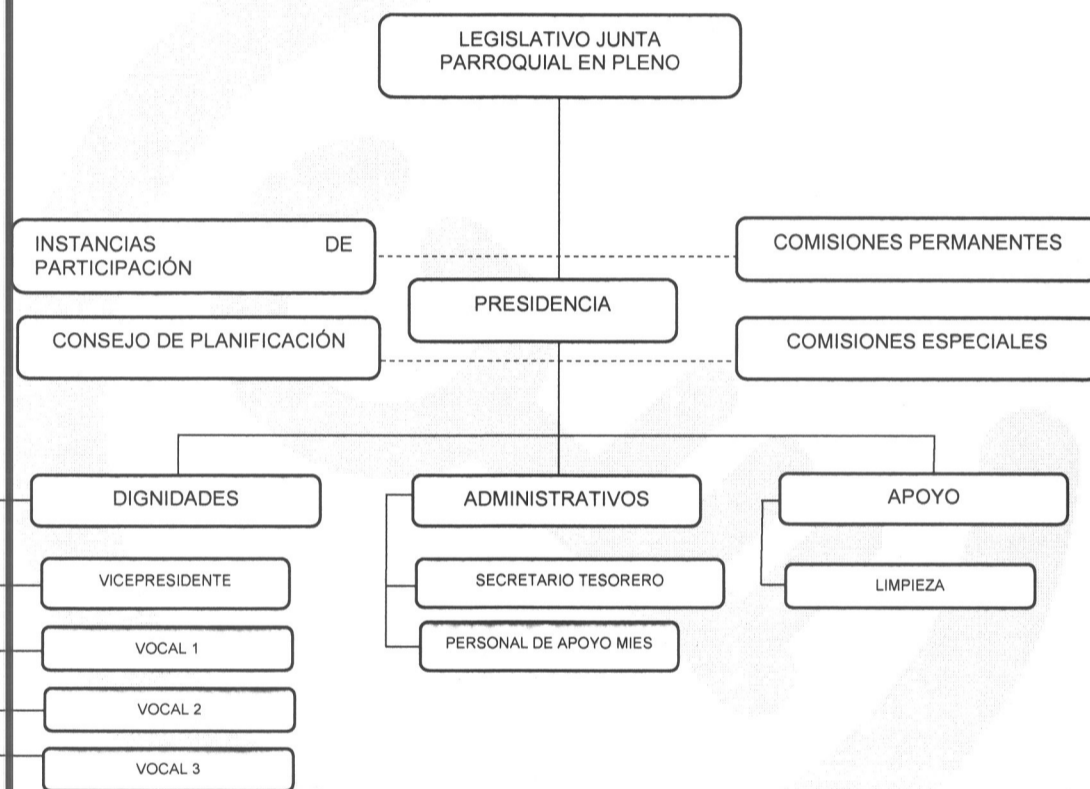 LEGISLATIVO JUNTA
PARROQUIAL EN PLENO
INSTANCIAS DE
PARTICIPACIÓN
COMISIONES PERMANENTES
PRESIDENCIA
CONSEJO DE PLANIFICACIÓN
COMISIONES ESPECIALES
DIGNIDADES
ADMINISTRATIVOS
APOYO
VICEPRESIDENTE
SECRETARIO TESORERO
LIMPIEZA
VOCAL 1
PERSONAL DE APOYO MIES
VOCAL 2
VOCAL 3